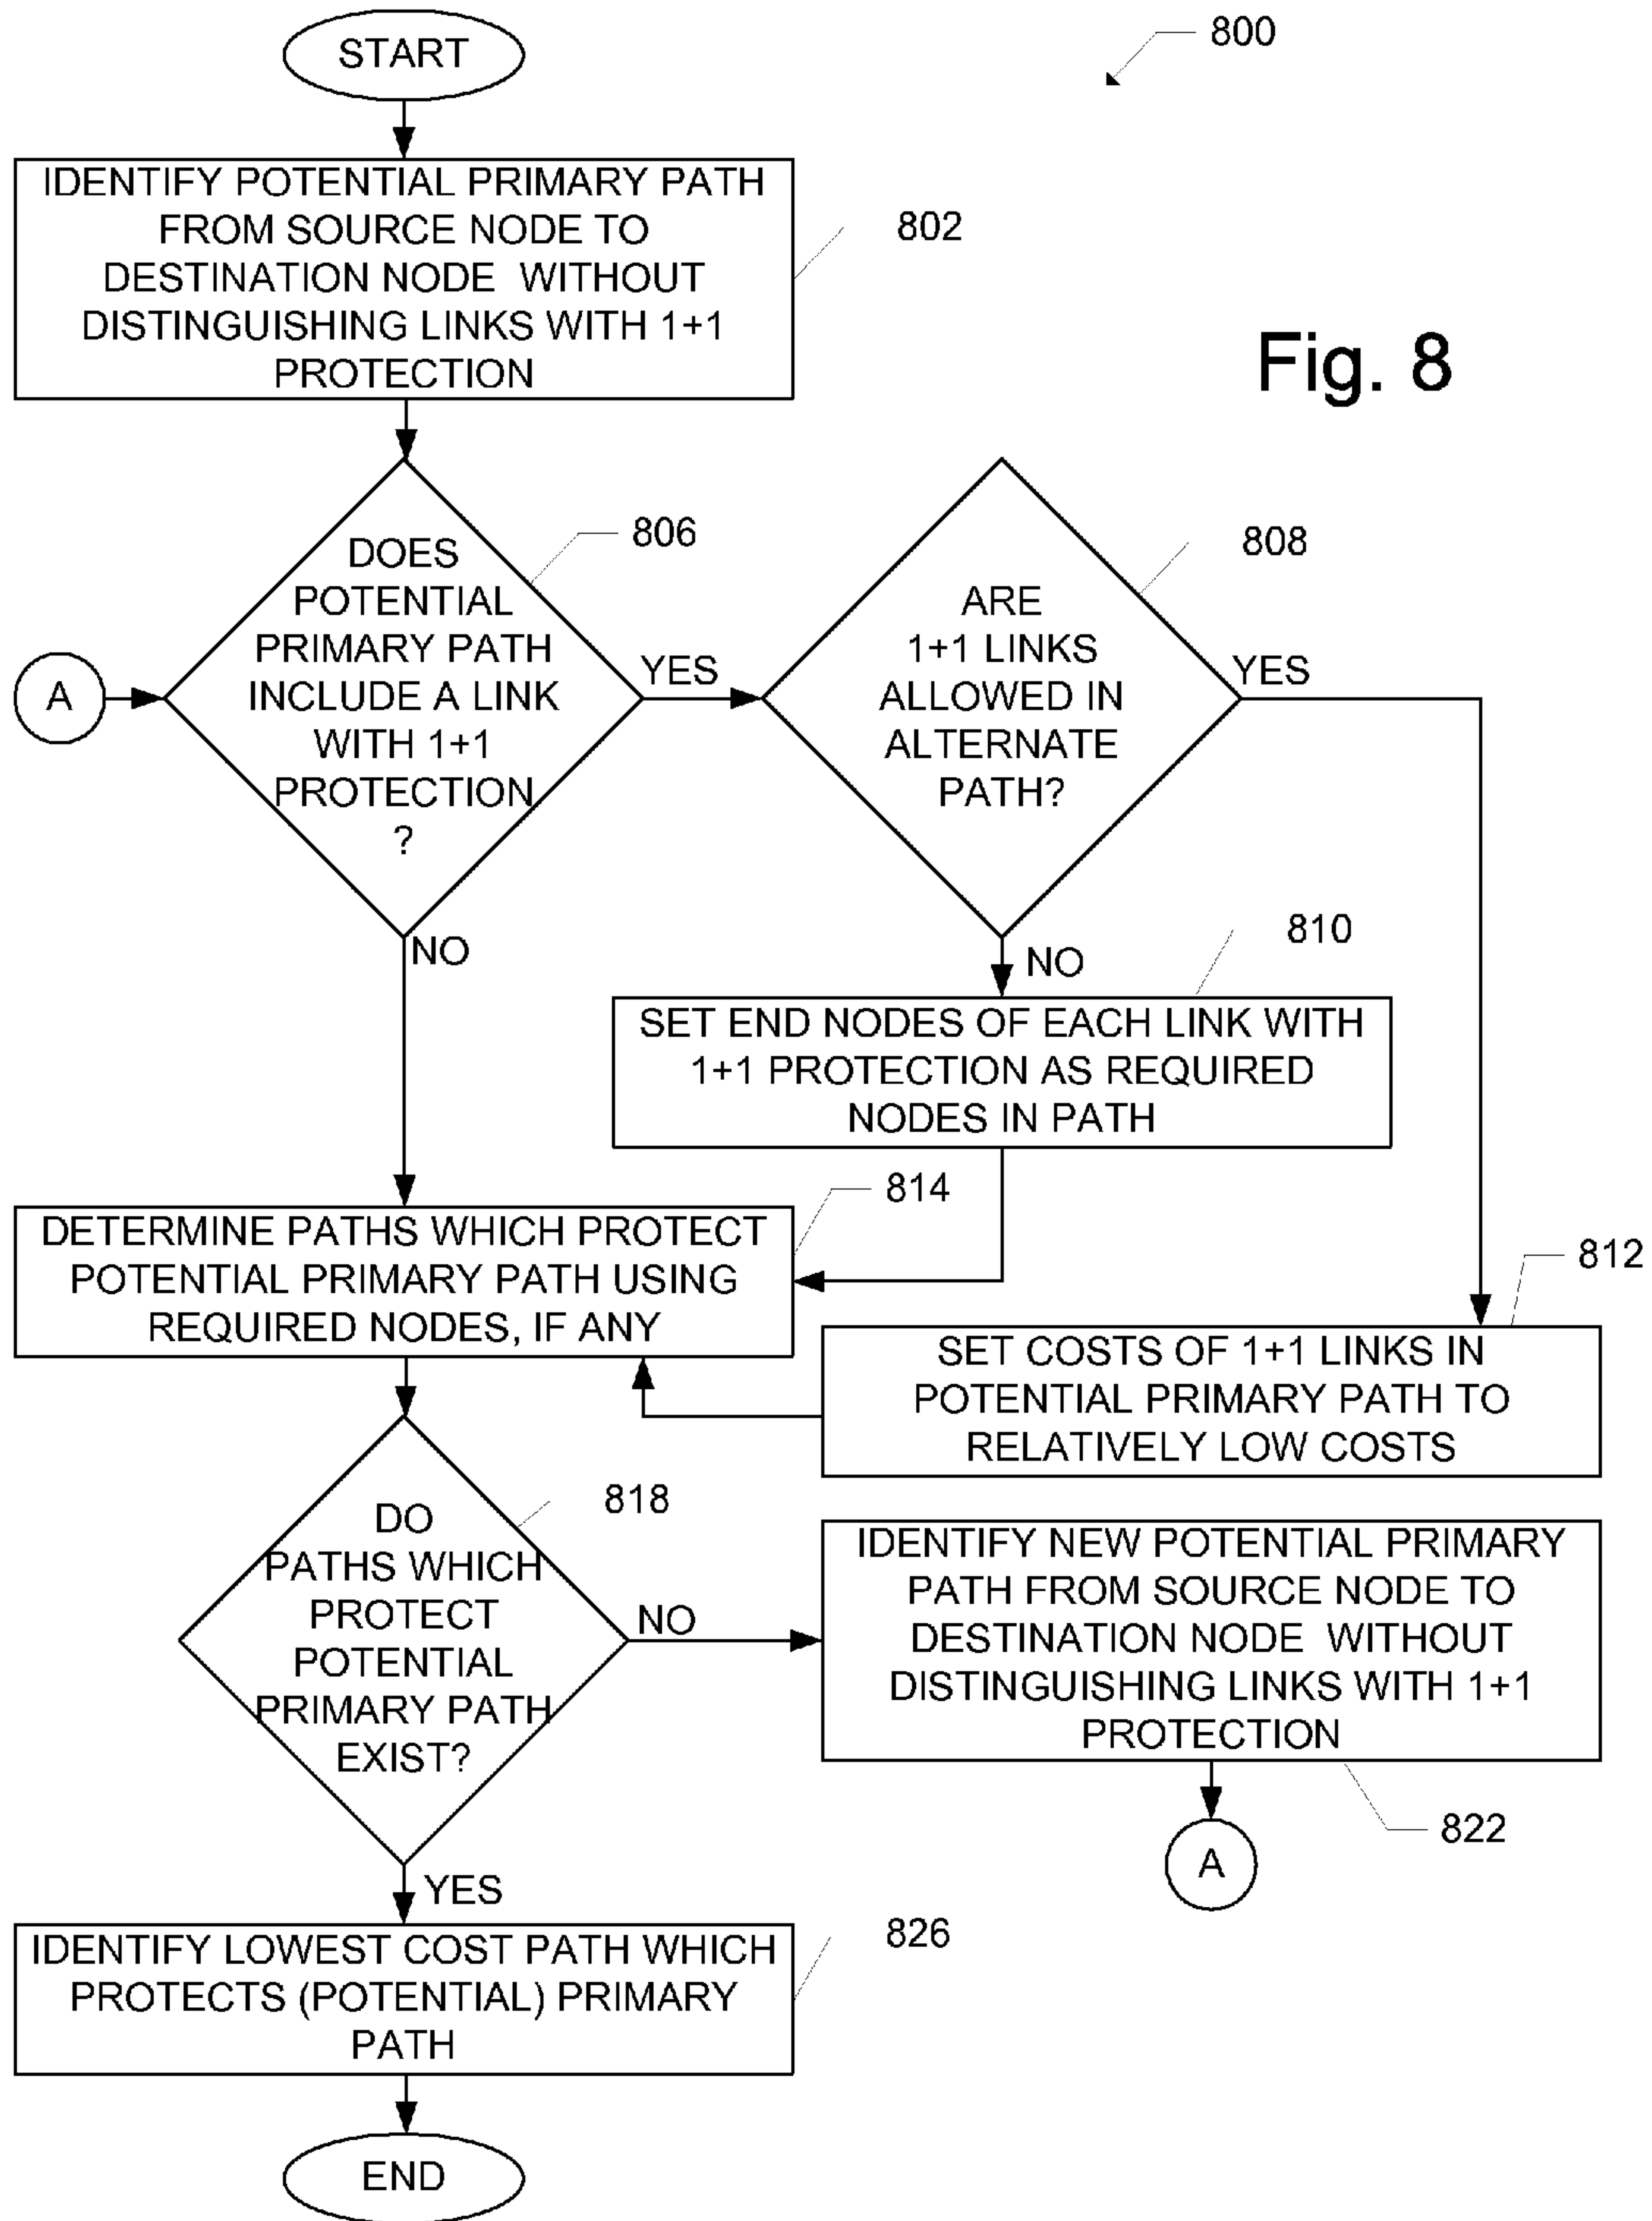 START
800
IDENTIFY POTENTIAL PRIMARY PATH
FROM SOURCE NODE TO
DESTINATION NODE WITHOUT
DISTINGUISHING LINKS WITH 1+1
PROTECTION
802
Fig. 8
DOES
POTENTIAL
PRIMARY PATH
INCLUDE A LINK
WITH 1+1
PROTECTION
?
806
A
YES
NO
ARE
1+1 LINKS
ALLOWED IN
ALTERNATE
PATH?
808
YES
NO
810
SET END NODES OF EACH LINK WITH
1+1 PROTECTION AS REQUIRED
NODES IN PATH
814
DETERMINE PATHS WHICH PROTECT
POTENTIAL PRIMARY PATH USING
REQUIRED NODES, IF ANY
812
SET COSTS OF 1+1 LINKS IN
POTENTIAL PRIMARY PATH TO
RELATIVELY LOW COSTS
818
DO
PATHS WHICH
PROTECT
POTENTIAL
PRIMARY PATH
EXIST?
NO
IDENTIFY NEW POTENTIAL PRIMARY
PATH FROM SOURCE NODE TO
DESTINATION NODE WITHOUT
DISTINGUISHING LINKS WITH 1+1
PROTECTION
822
A
YES
IDENTIFY LOWEST COST PATH WHICH
PROTECTS (POTENTIAL) PRIMARY
PATH
826
END